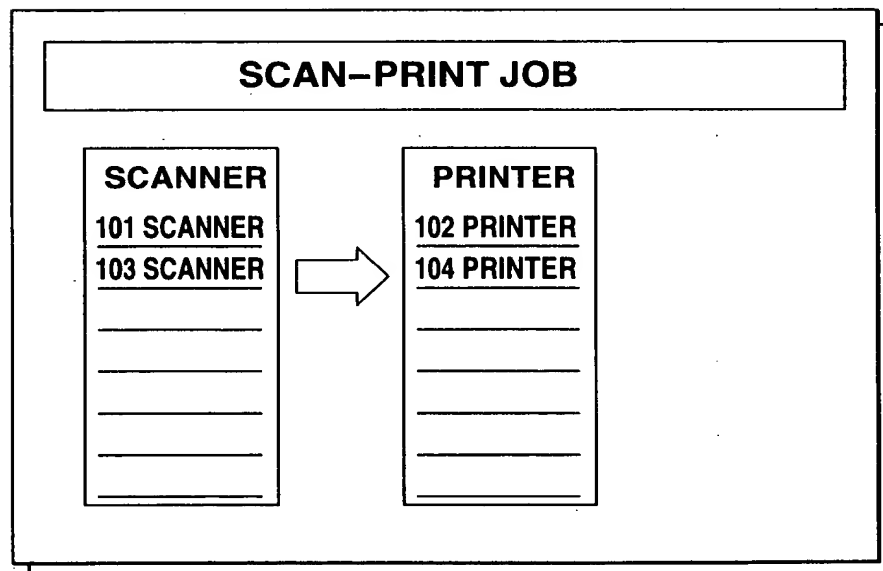 SCAN–PRINT JOB
SCANNER
101 SCANNER
103 SCANNER
PRINTER
102 PRINTER
104 PRINTER